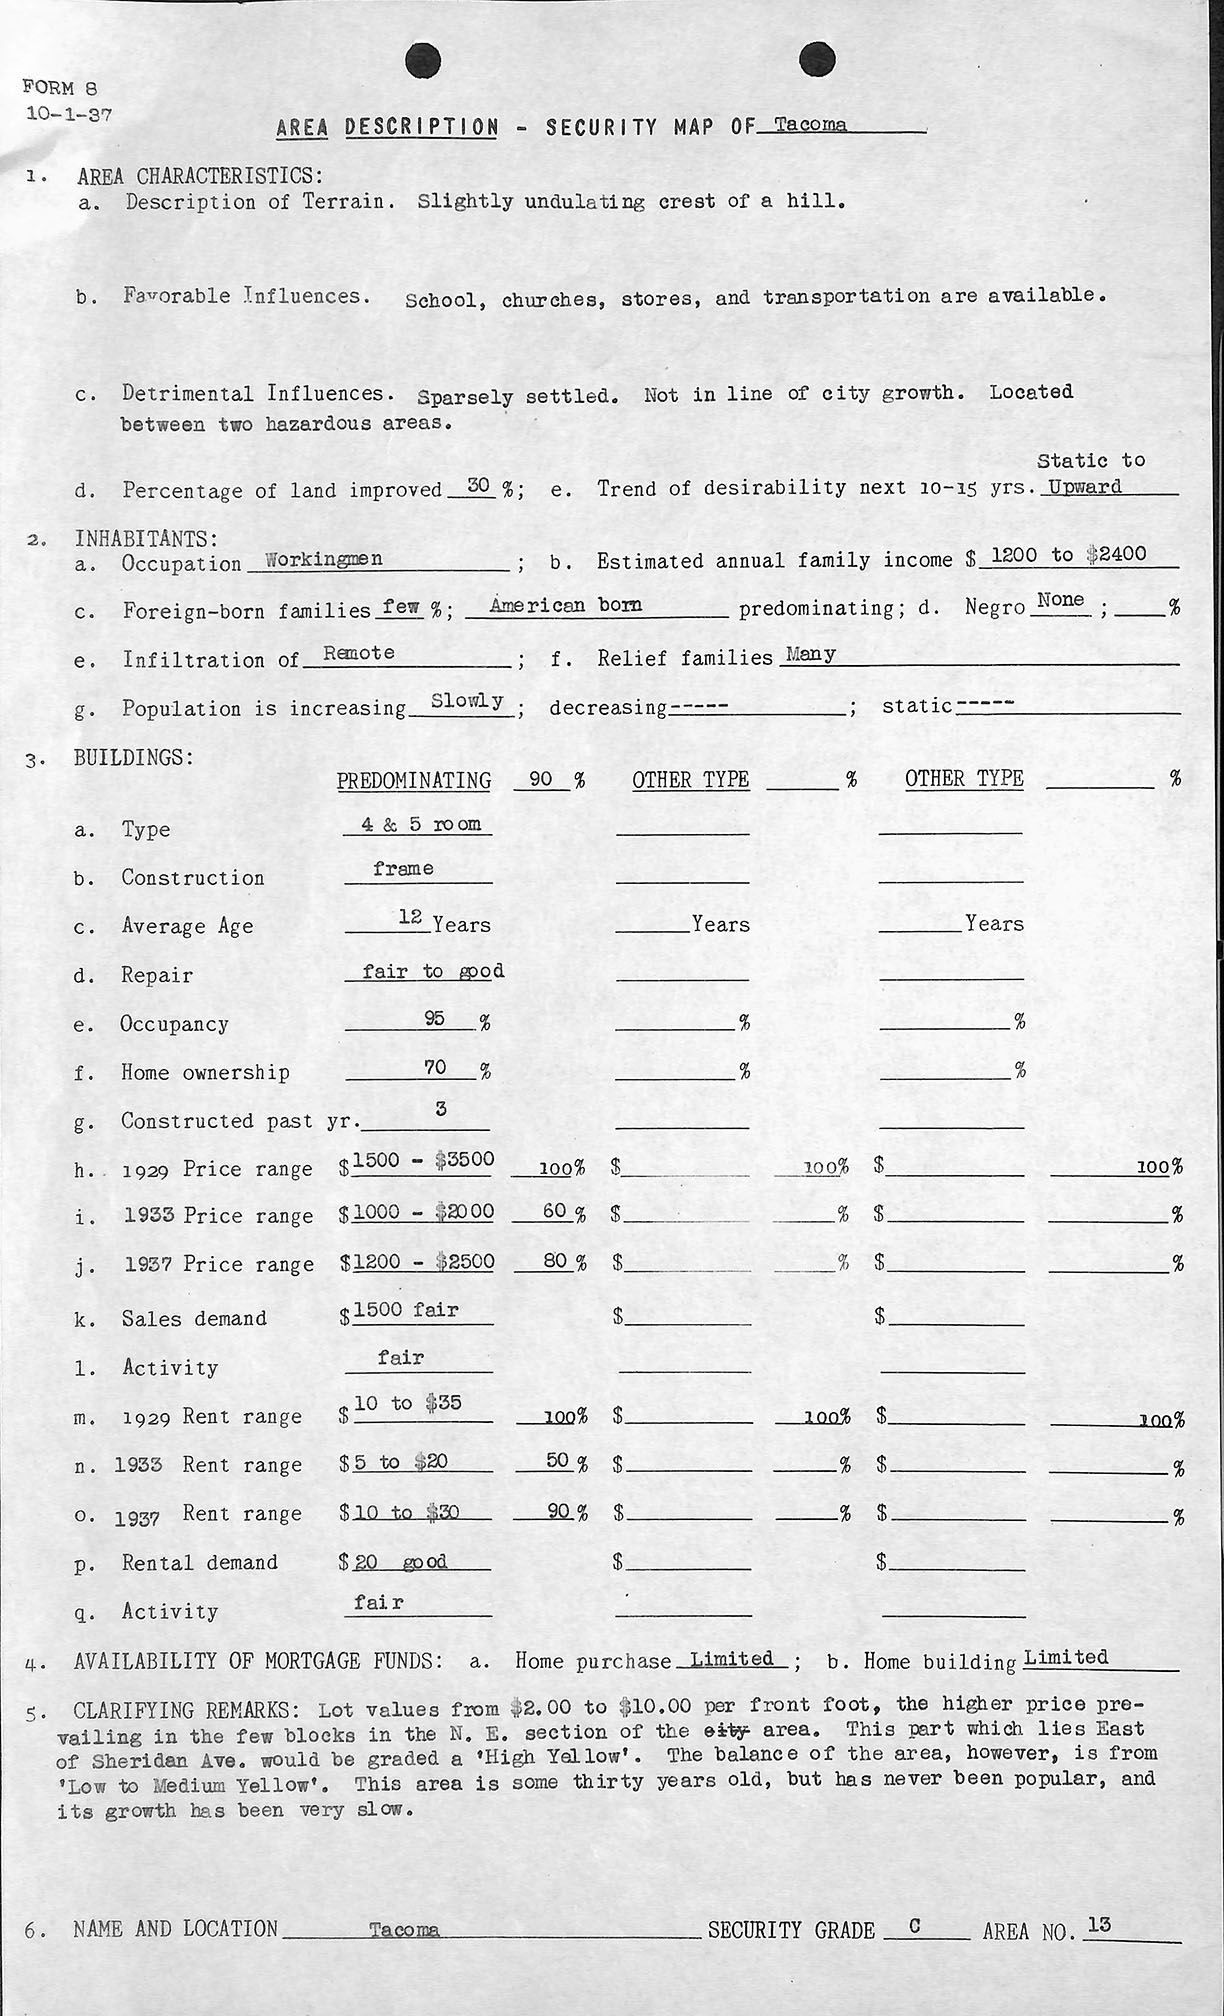 FORM 8
10-1-37
AREA DESCRIPTION - SECURITY MAP OF Tacoma
1. AREA CHARACTERISTICS:
a. Description of Terrain. Slightly undulating crest of a hill.
b. Favorable Influences. School, churches, stores, and transportation are available.
c. Detrimental Influences. Sparsely settled. Not in line of city growth. Located
between two hazardous areas.
Static to
d. Percentage of land improved 30 %; e. Trend of desirability next 10-15 yrs. Upward
2. INHABITANTS:
a. Occupation Workingmen ; b. Estimated annual family income $ 1200 to $2400
c. Foreign-born families few %; American born predominating; d. Negro None ; %
e. Infiltration of Remote ; f. Relief families Many
g. Population is increasing Slowly ; decreasing ----- ; static -----
3. BUILDINGS:
PREDOMINATING 90 % OTHER TYPE % OTHER TYPE %
a. Type 4 & 5 room
b. Construction frame
c. Average Age 12 Years Years Years
d. Repair fair to good
e. Occupancy 95 % % %
f. Home ownership 70 % % %
g. Constructed past yr. 3
h. 1929 Price range $1500 - $3500 100% $ 100% $ 100%
i. 1933 Price range $1000 - $2000 60 % $ % $ %
j. 1937 Price range $1200 - $2500 80 % $ % $ %
k. Sales demand $1500 fair $ $
l. Activity fair
m. 1929 Rent range $10 to $35 100% $ 100% $ 100%
n. 1933 Rent range $5 to $20 50 % $ % $ %
o. 1937 Rent range $10 to $30 90 % $ % $ %
p. Rental demand $20 good $ $
q. Activity fair
4. AVAILABILITY OF MORTGAGE FUNDS: a. Home purchase Limited ; b. Home building Limited
5. CLARIFYING REMARKS: Lot values from $2.00 to $10.00 per front foot, the higher price pre-
vailing in the few blocks in the N. E. section of the city area. This part which lies East
of Sheridan Ave. would be graded a 'High Yellow'. The balance of the area, however, is from
'Low to Medium Yellow'. This area is some thirty years old, but has never been popular, and
its growth has been very slow.
6. NAME AND LOCATION Tacoma SECURITY GRADE C AREA NO. 13